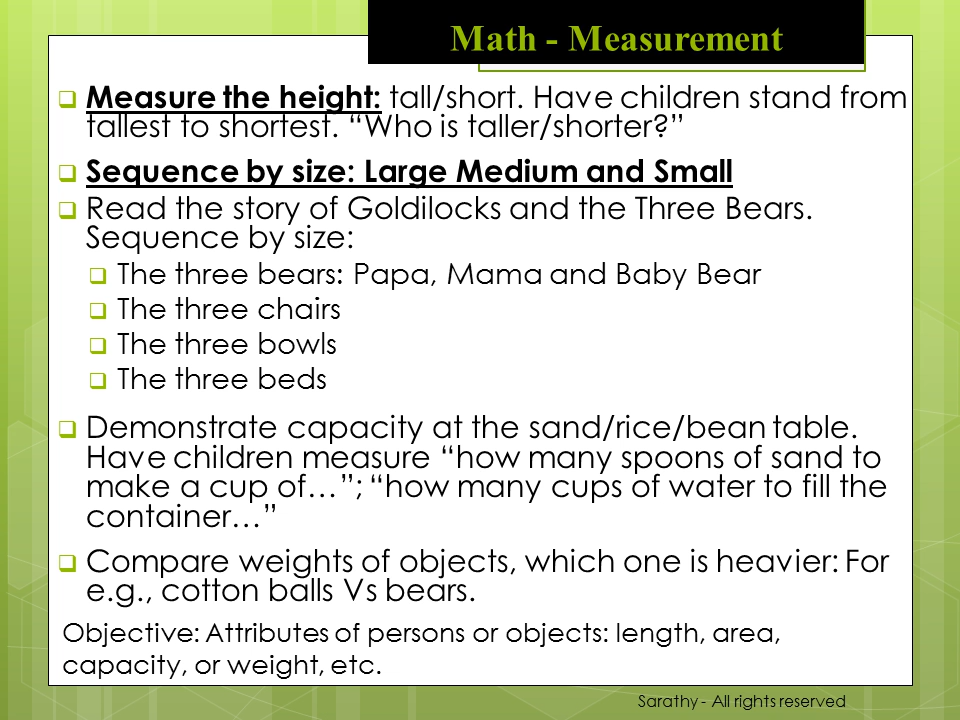 Math - Measurement
Measure the height: tall/short. Have children stand from
tallest to shortest. “Who is taller/shorter?”
Sequence by size: Large Medium and Small
Read the story of Goldilocks and the Three Bears.
Sequence by size:
The three bears: Papa, Mama and Baby Bear
The three chairs
The three bowls
The three beds
Demonstrate capacity at the sand/rice/bean table.
Have children measure “how many spoons of sand to
make a cup of…”; “how many cups of water to fill the
container…”
Compare weights of objects, which one is heavier: For
e.g., cotton balls Vs bears.
Objective: Attributes of persons or objects: length, area,
capacity, or weight, etc.
Sarathy - All rights reserved